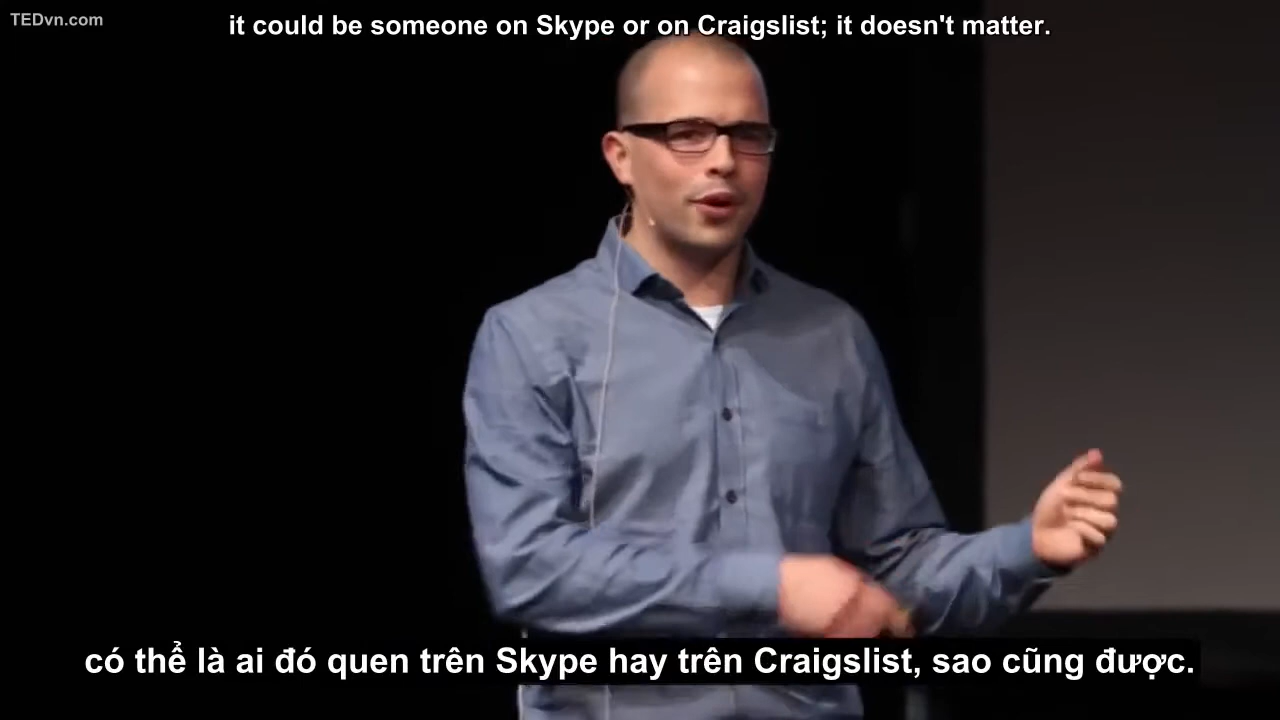 TEDvn.com
it could be someone on Skype or on Craigslist; it doesn't matter.
có thể là ai đó quen trên Skype hay trên Craigslist, sao cũng được.